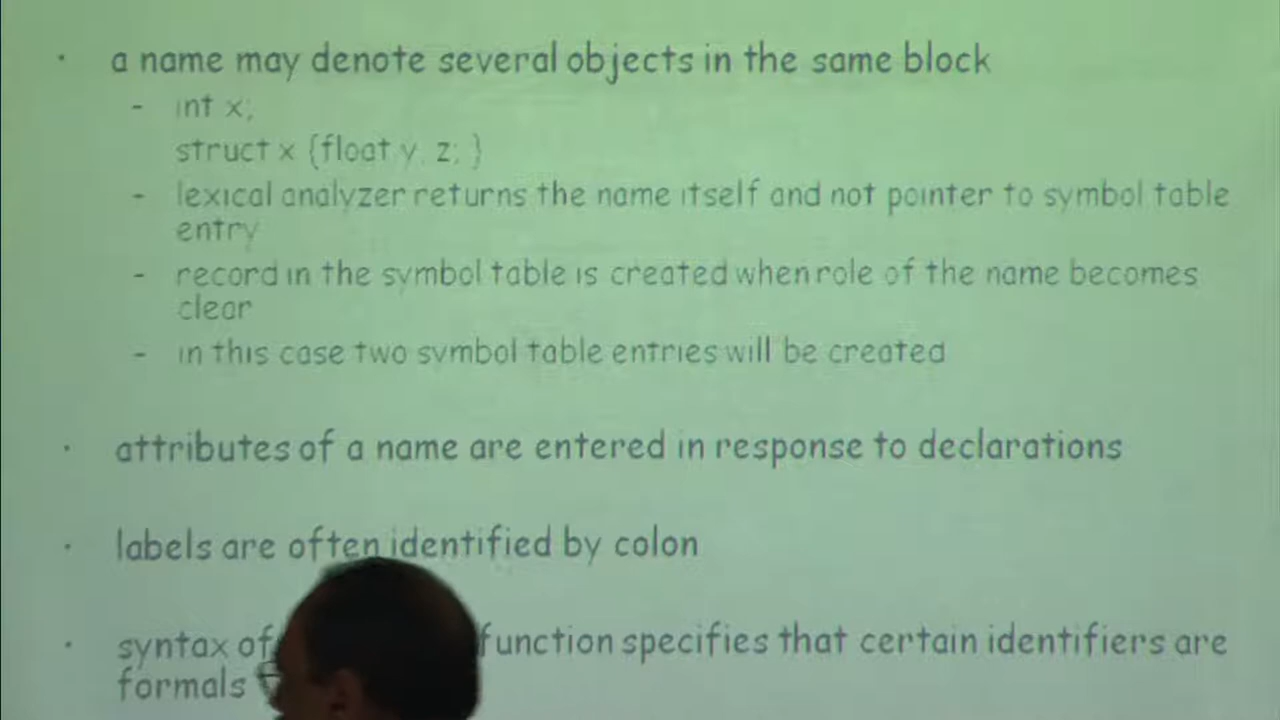 · a name may denote several objects in the same block
- int x;
struct x {float y, z; }
- lexical analyzer returns the name itself and not pointer to symbol table
entry
- record in the symbol table is created when role of the name becomes
clear
- in this case two symbol table entries will be created
· attributes of a name are entered in response to declarations
· labels are often identified by colon
· syntax of function specifies that certain identifiers are
formals